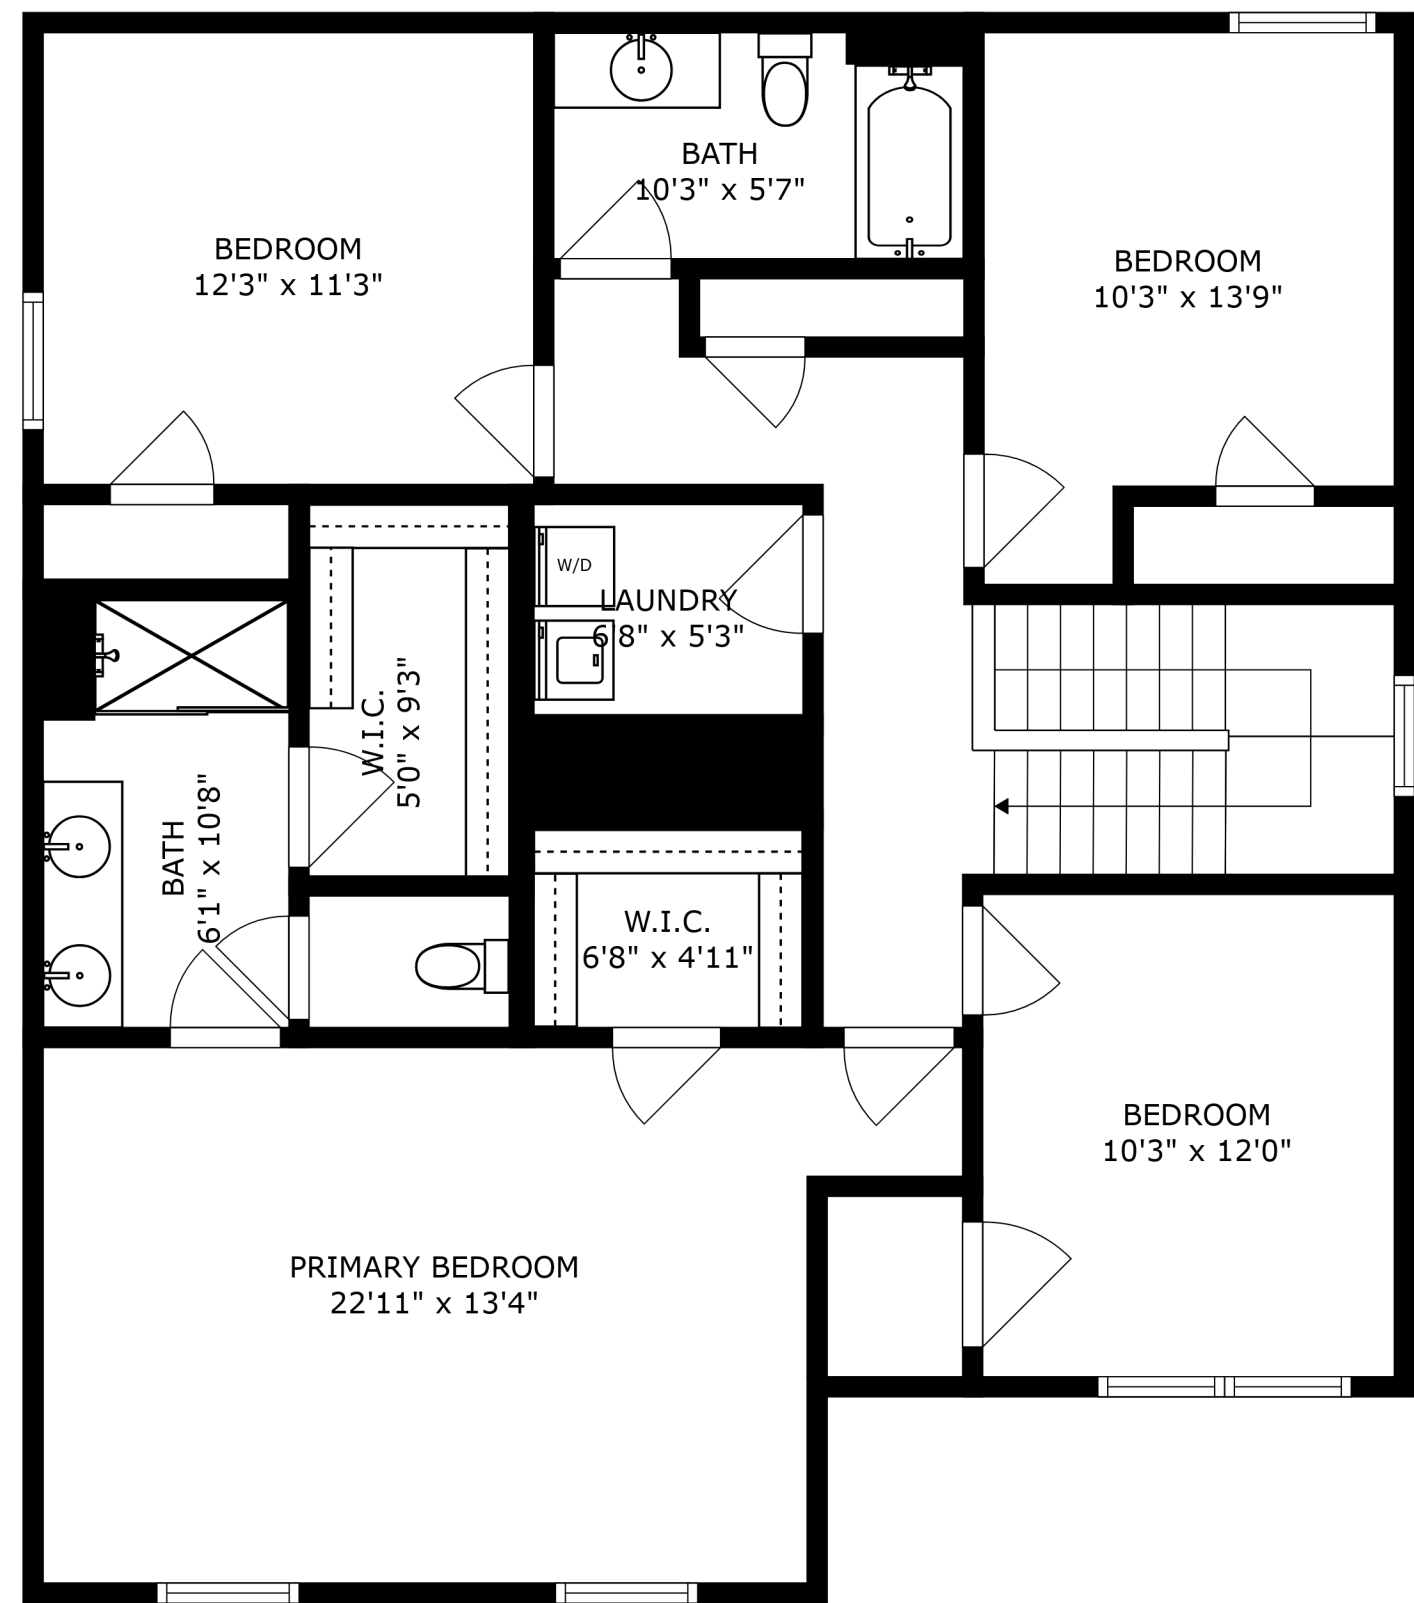 BATH
10'3" x 5'7"
BEDROOM
12'3" x 11'3"
BEDROOM
10'3" x 13'9"
W/D
LAUNDRY
6'8" x 5'3"
W.I.C.
5'0" x 9'3"
BATH
6'1" x 10'8"
W.I.C.
6'8" x 4'11"
BEDROOM
10'3" x 12'0"
PRIMARY BEDROOM
22'11" x 13'4"